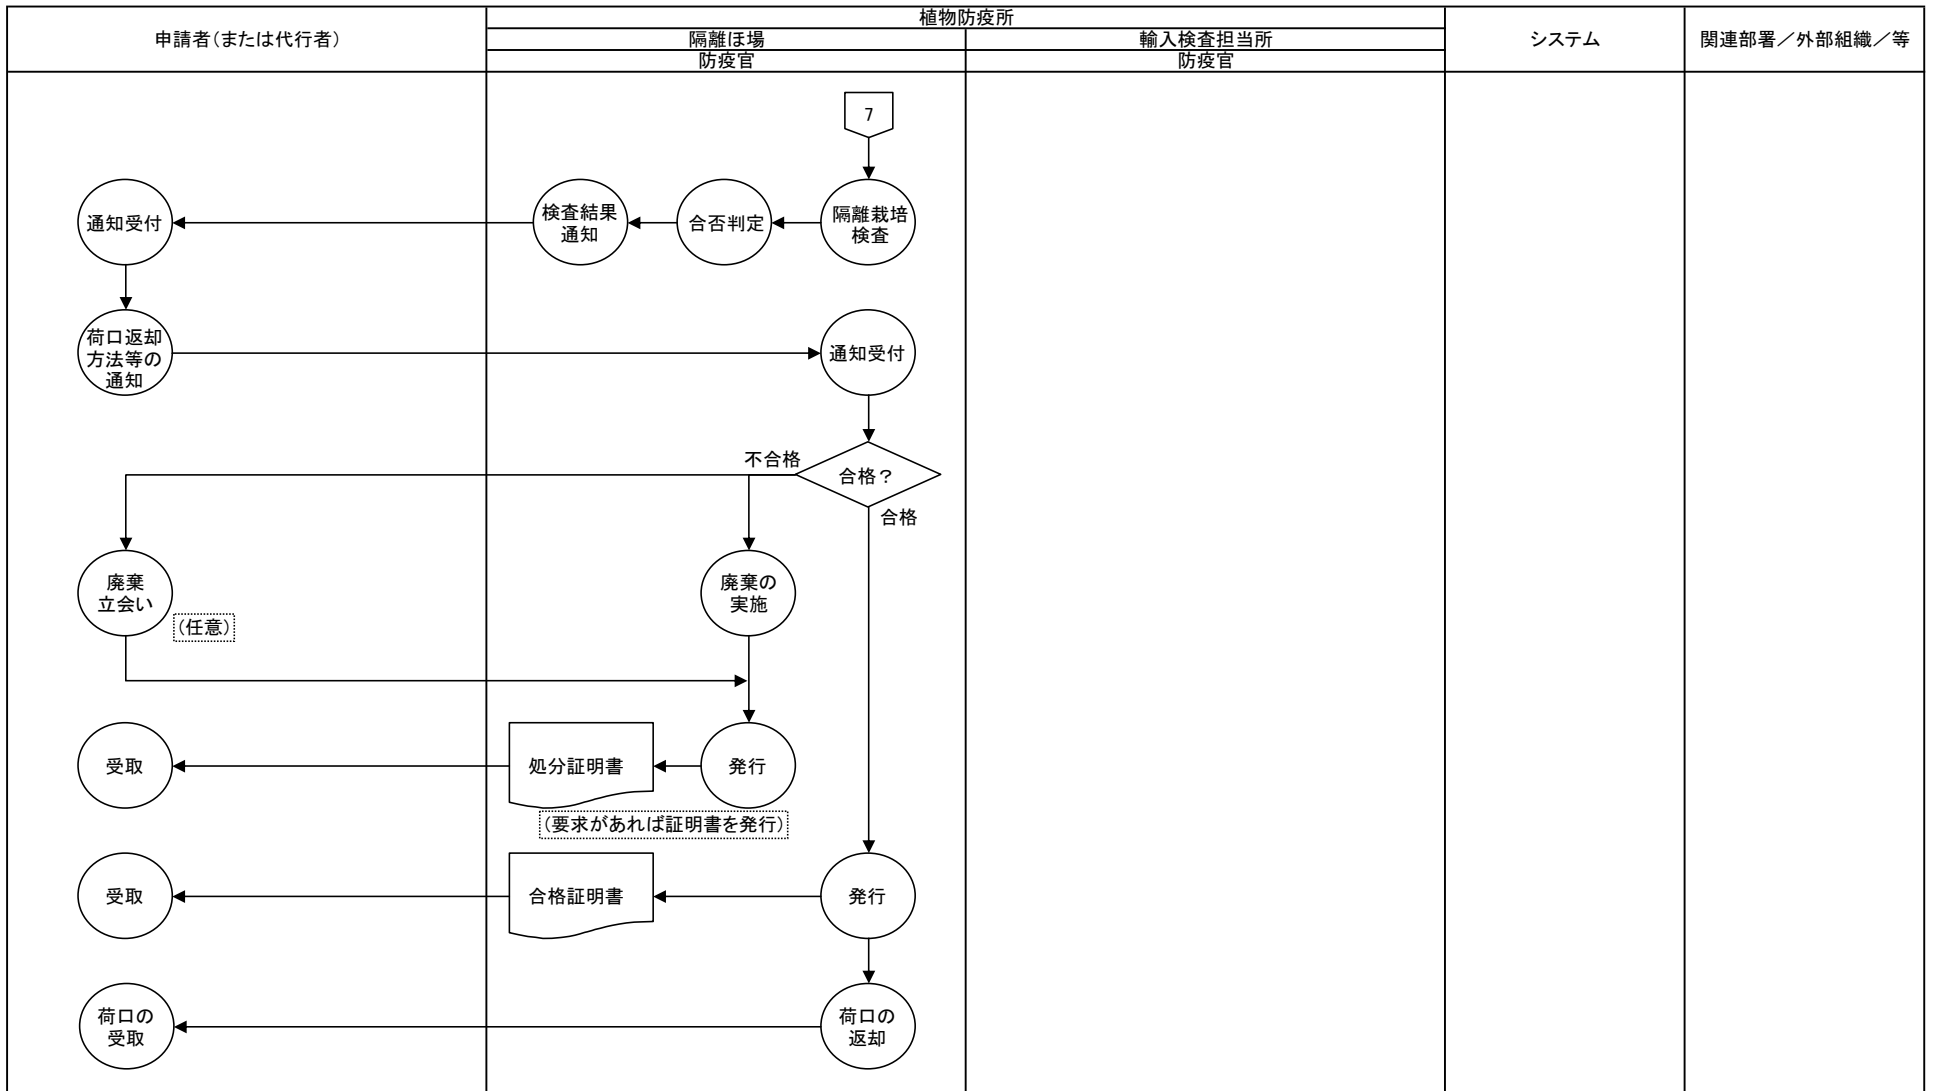 植物防疫所
申請者（または代行者）
隔離ほ場
輸入検査担当所
システム
関連部署／外部組織／等
防疫官
防疫官
7
通知受付
検査結果
通知
合否判定
隔離栽培
検査
荷口返却
方法等の
通知
通知受付
不合格
合格？
合格
廃棄
立会い
（任意）
廃棄の
実施
受取
処分証明書
発行
（要求があれば証明書を発行）
受取
合格証明書
発行
荷口の
受取
荷口の
返却